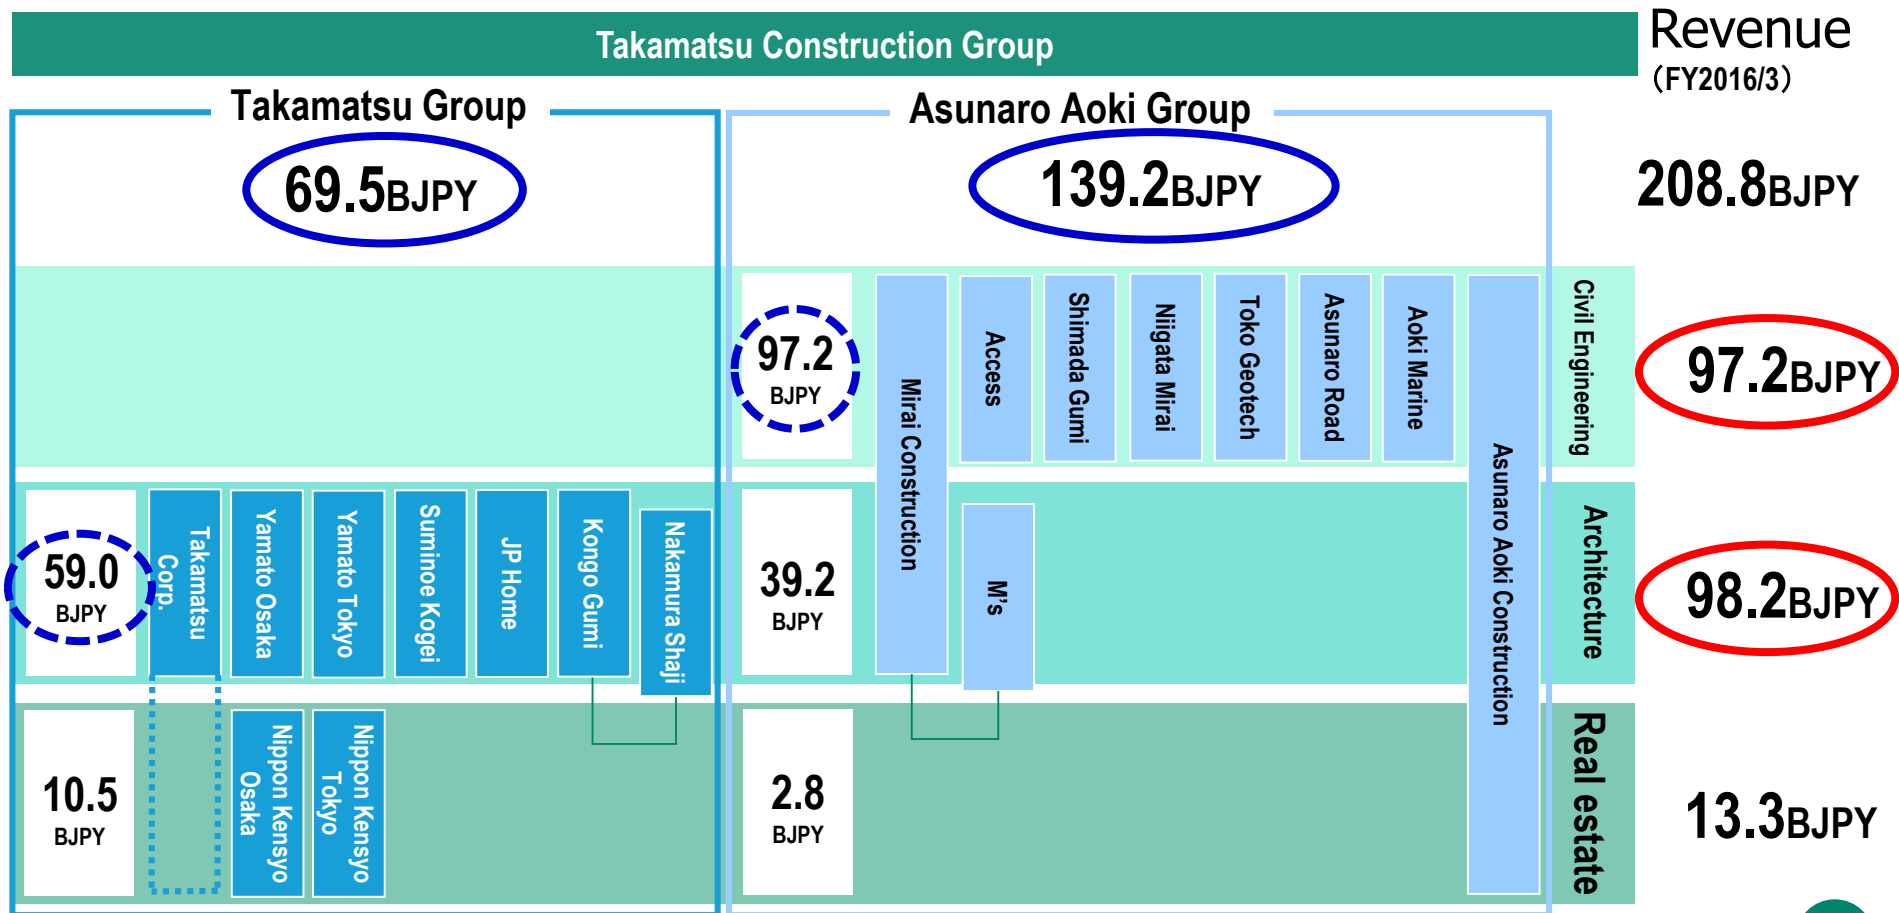 Takamatsu Construction Group
Revenue
（FY2016/3）
Takamatsu Group
Asunaro Aoki Group
69.5BJPY
139.2BJPY
208.8BJPY
97.2
BJPY
Mirai Construction
Access
Shimada Gumi
Niigata Mirai
Toko Geotech
Asunaro Road
Aoki Marine
Asunaro Aoki Construction
Civil Engineering
97.2BJPY
59.0
BJPY
Takamatsu
Corp.
Yamato Osaka
Yamato Tokyo
Suminoe Kogei
JP Home
Kongo Gumi
Nakamura Shaji
39.2
BJPY
M’s
Architecture
98.2BJPY
10.5
BJPY
Nippon Kensyo
Osaka
Nippon Kensyo
Tokyo
2.8
BJPY
Real estate
13.3BJPY